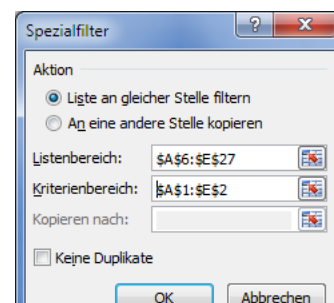 Spezialfilter
Aktion
Liste an gleicher Stelle filtern
An eine andere Stelle kopieren
Listenbereich: $A$6:$E$27
Kriterienbereich: $A$1:$E$2
Kopieren nach:
Keine Duplikate
OK Abbrechen